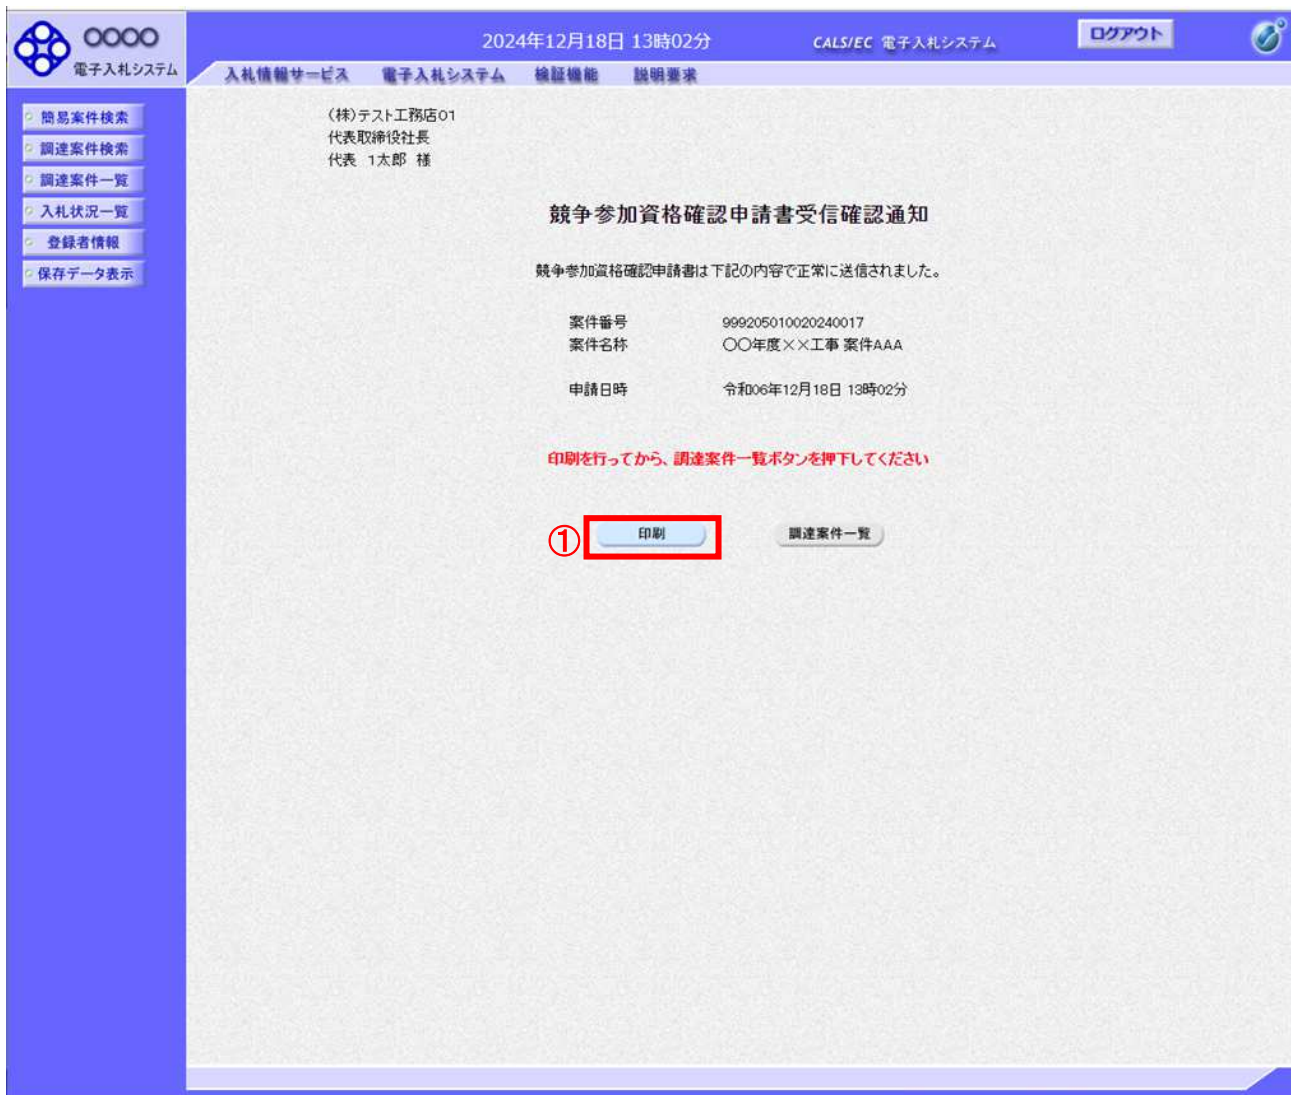 〇〇〇〇
電子入札システム
2024年12月18日 13時02分
CALS/EC 電子入札システム
ログアウト
入札情報サービス 電子入札システム 検証機能 説明要求
簡易案件検索
調達案件検索
調達案件一覧
入札状況一覧
登録者情報
保存データ表示
(株)テスト工務店01
代表取締役社長
代表 1太郎 様
競争参加資格確認申請書受信確認通知
競争参加資格確認申請書は下記の内容で正常に送信されました。
案件番号 999205010020240017
案件名称 〇〇年度××工事 案件AAA
申請日時 令和06年12月18日 13時02分
印刷を行ってから、調達案件一覧ボタンを押下してください
① 印刷 調達案件一覧